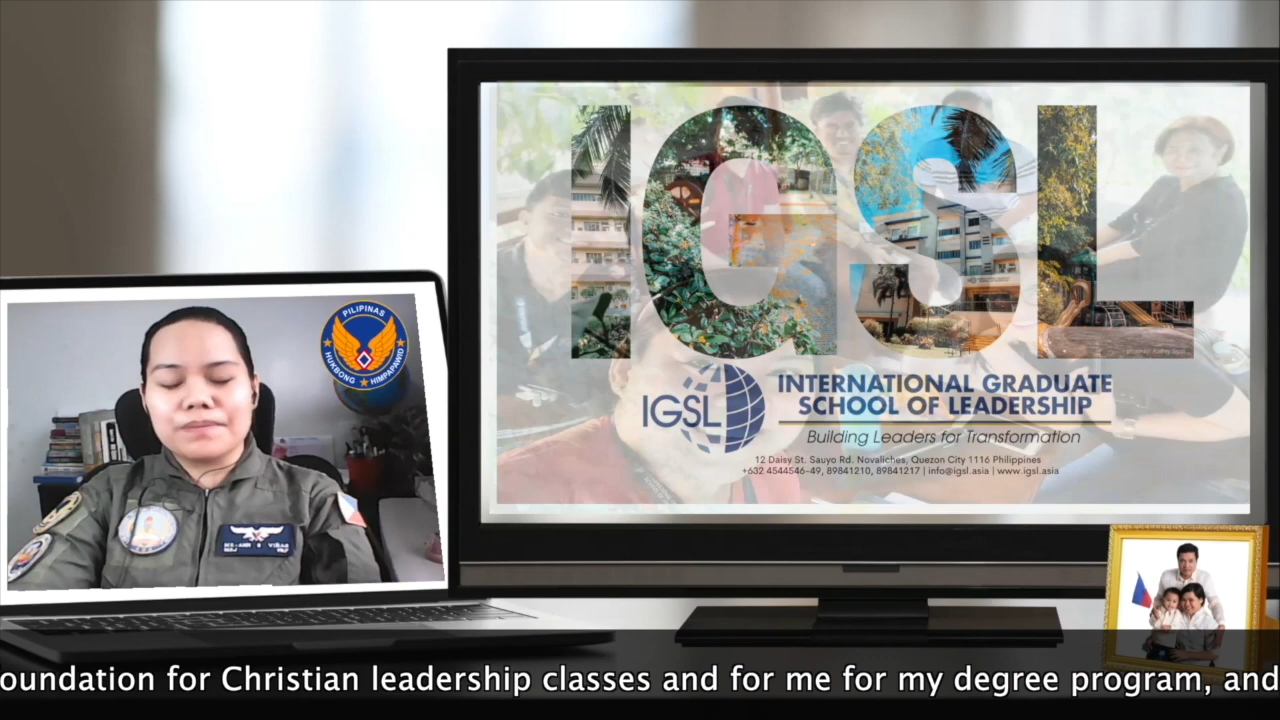 IGSL
IGSL
INTERNATIONAL GRADUATE
SCHOOL OF LEADERSHIP
Building Leaders for Transformation
12 Daisy St. Sauyo Rd. Novaliches, Quezon City 1116 Philippines
+632 4544546-49, 89841210, 89841217 | info@igsl.asia | www.igsl.asia
PILIPINAS
HUKBONG HIMPAPAWID
MAJ PAF
oundation for Christian leadership classes and for me for my degree program, and